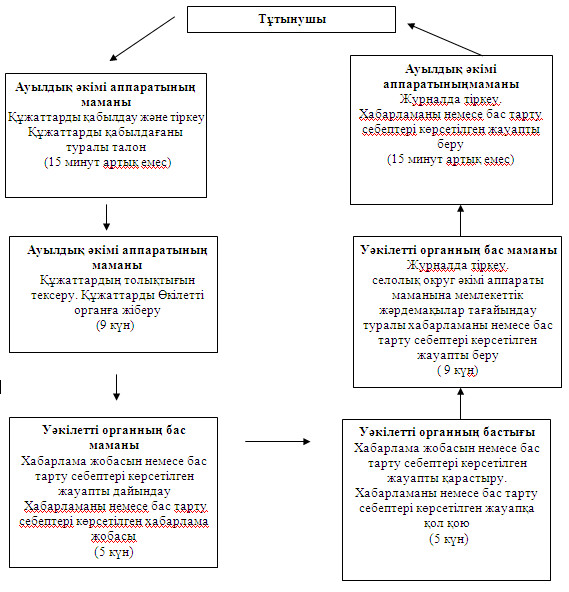 Тұтынушы
Ауылдық әкімі аппаратының
маманы
Құжаттарды қабылдау және тіркеу
Құжаттарды қабылдағаны
туралы талон
(15 минут артық емес)
Ауылдық әкімі аппаратының
маманы
Құжаттардың толықтығын
тексеру. Құжаттарды Өкілетті
органға жіберу
(9 күн)
Уәкілетті органның бас
маманы
Хабарлама жобасын немесе бас
тарту себептері көрсетілген
жауапты дайындау
Хабарламаны немесе бас тарту
себептері көрсетілген хабарлама
жобасы
(5 күн)
Уәкілетті органның бастығы
Хабарлама жобасын немесе бас
тарту себептері көрсетілген
жауапты қарастыру.
Хабарламаны немесе бас тарту
себептері көрсетілген жауапқа
қол қою
(5 күн)
Уәкілетті органның бас маманы
Журналда тіркеу.
селолық округ әкімі аппараты
маманына мемлекеттік
жәрдемақылар тағайындау
туралы хабарламаны немесе бас
тарту себептері көрсетілген
жауапты беру
( 9 күң)
Ауылдық әкімі
аппаратыныңмаманы
Журналда тіркеу.
Хабарламаны немесе бас тарту
себептері көрсетілген жауапты
беру
(15 минут артық емес)